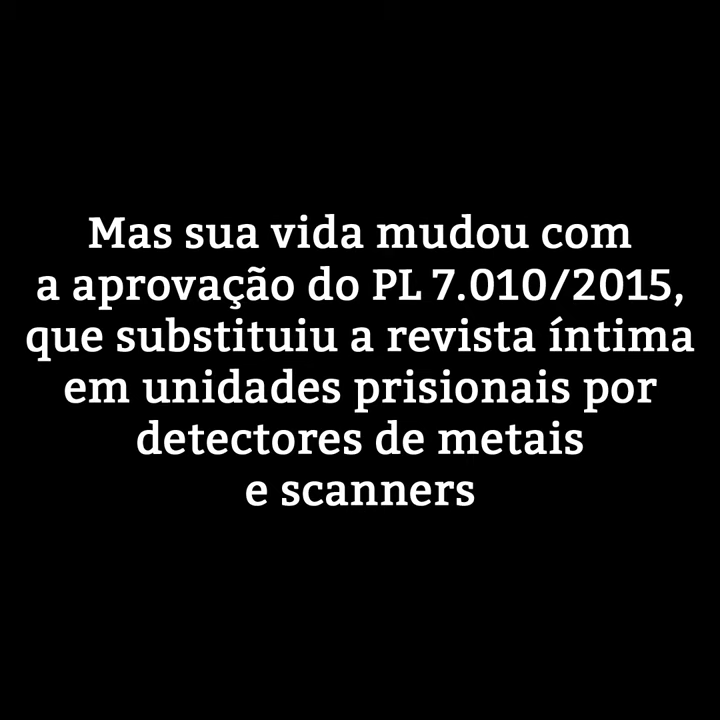 Mas sua vida mudou com
a aprovação do PL 7.010/2015,
que substituiu a revista íntima
em unidades prisionais por
detectores de metais
e scanners